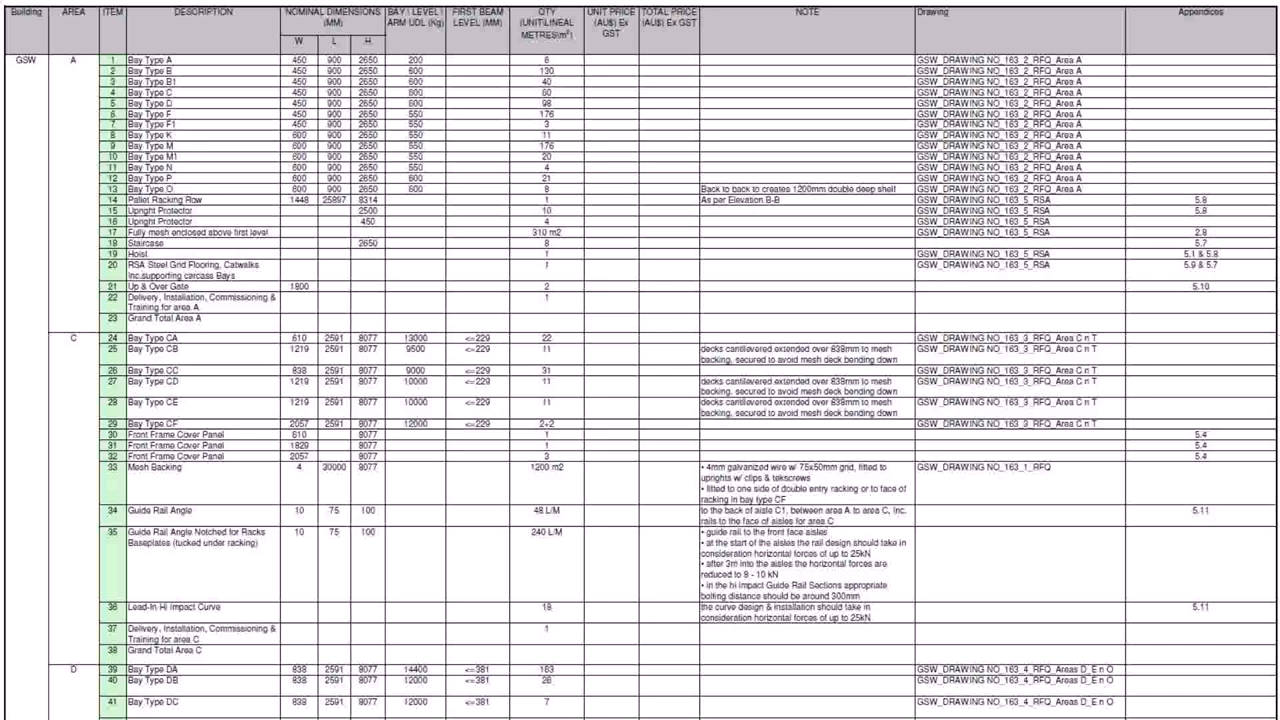 Building AREA ITEM DESCRIPTION NOMINAL DIMENSIONS (MM) BAY \ LEVEL \ ARM UDL (Kg) FIRST BEAM LEVEL (MM) QTY (UNIT\LINEAL METRES\m²) UNIT PRICE (AU$) Ex GST TOTAL PRICE (AU$) Ex GST NOTE Drawing Appendices
W L H
GSW A 1 Bay Type A 450 900 2650 200 6 GSW_DRAWING NO_163_2_RFQ_Area A
2 Bay Type B 450 900 2650 600 130 GSW_DRAWING NO_163_2_RFQ_Area A
3 Bay Type B1 450 900 2650 600 40 GSW_DRAWING NO_163_2_RFQ_Area A
4 Bay Type C 450 900 2650 600 60 GSW_DRAWING NO_163_2_RFQ_Area A
5 Bay Type D 450 900 2650 600 98 GSW_DRAWING NO_163_2_RFQ_Area A
6 Bay Type F 450 900 2650 550 176 GSW_DRAWING NO_163_2_RFQ_Area A
7 Bay Type F1 450 900 2650 550 3 GSW_DRAWING NO_163_2_RFQ_Area A
8 Bay Type K 600 900 2650 550 11 GSW_DRAWING NO_163_2_RFQ_Area A
9 Bay Type M 600 900 2650 550 176 GSW_DRAWING NO_163_2_RFQ_Area A
10 Bay Type M1 600 900 2650 550 20 GSW_DRAWING NO_163_2_RFQ_Area A
11 Bay Type N 600 900 2650 550 4 GSW_DRAWING NO_163_2_RFQ_Area A
12 Bay Type P 600 900 2650 600 21 GSW_DRAWING NO_163_2_RFQ_Area A
13 Bay Type O 600 900 2650 600 8 Back to back to creates 1200mm double deep shelf GSW_DRAWING NO_163_2_RFQ_Area A
14 Pallet Racking Row 1448 25897 8314 1 As per Elevation B-B GSW_DRAWING NO_163_5_RSA 5.8
15 Upright Protector 2500 10 GSW_DRAWING NO_163_5_RSA 5.8
16 Upright Protector 450 4 GSW_DRAWING NO_163_5_RSA
17 Fully mesh enclosed above first level 310 m2 GSW_DRAWING NO_163_5_RSA 2.8
18 Staircase 2650 8 5.7
19 Hoist 1 GSW_DRAWING NO_163_5_RSA 5.1 & 5.8
20 RSA Steel Grid Flooring, Catwalks 1 GSW_DRAWING NO_163_5_RSA 5.9 & 5.7
Inc.supporting carcass Bays
21 Up & Over Gate 1800 2 5.10
22 Delivery, Installation, Commissioning & 1
Training for area A
23 Grand Total Area A
C 24 Bay Type CA 610 2591 8077 13000 <=229 22 GSW_DRAWING NO_163_3_RFQ_Area C n T
25 Bay Type CB 1219 2591 8077 9500 <=229 11 decks cantilevered extended over 838mm to mesh GSW_DRAWING NO_163_3_RFQ_Area C n T
backing, secured to avoid mesh deck bending down
26 Bay Type CC 838 2591 8077 9000 <=229 31 GSW_DRAWING NO_163_3_RFQ_Area C n T
27 Bay Type CD 1219 2591 8077 10000 <=229 11 decks cantilevered extended over 838mm to mesh GSW_DRAWING NO_163_3_RFQ_Area C n T
backing, secured to avoid mesh deck bending down
28 Bay Type CE 1219 2591 8077 10000 <=229 11 decks cantilevered extended over 838mm to mesh GSW_DRAWING NO_163_3_RFQ_Area C n T
backing, secured to avoid mesh deck bending down
29 Bay Type CF 2057 2591 8077 12000 <=229 2+2 GSW_DRAWING NO_163_3_RFQ_Area C n T
30 Front Frame Cover Panel 610 8077 1 5.4
31 Front Frame Cover Panel 1829 8077 1 5.4
32 Front Frame Cover Panel 2057 8077 3 5.4
33 Mesh Backing 4 30000 8077 1200 m2 • 4mm galvanized wire w/ 75x50mm grid, fitted to GSW_DRAWING NO_163_1_RFQ
uprights w/ clips & tekscrews
• fitted to one side of double entry racking or to face of
racking in bay type CF
34 Guide Rail Angle 10 75 100 48 L/M to the back of aisle C1, between area A to area C, Inc. 5.11
rails to the face of aisles for area C
35 Guide Rail Angle Notched for Racks 10 75 100 240 L/M • guide rail to the front face aisles
Baseplates (tucked under racking) • at the start of the aisles the rail design should take in
consideration horizontal forces of up to 25kN
• after 3m into the aisles the horizontal forces are
reduced to 8 - 10 kN
• in the hi impact Guide Rail Sections appropriate
bolting distance should be around 300mm
36 Lead-In Hi Impact Curve 18 the curve design & installation should take in 5.11
consideration horizontal forces of up to 25kN
37 Delivery, Installation, Commissioning & 1
Training for area C
38 Grand Total Area C
D 39 Bay Type DA 838 2591 8077 14400 <=381 163 GSW_DRAWING NO_163_4_RFQ_Areas D_E n O
40 Bay Type DB 838 2591 8077 12000 <=381 26 GSW_DRAWING NO_163_4_RFQ_Areas D_E n O
41 Bay Type DC 838 2591 8077 12000 <=381 7 GSW_DRAWING NO_163_4_RFQ_Areas D_E n O